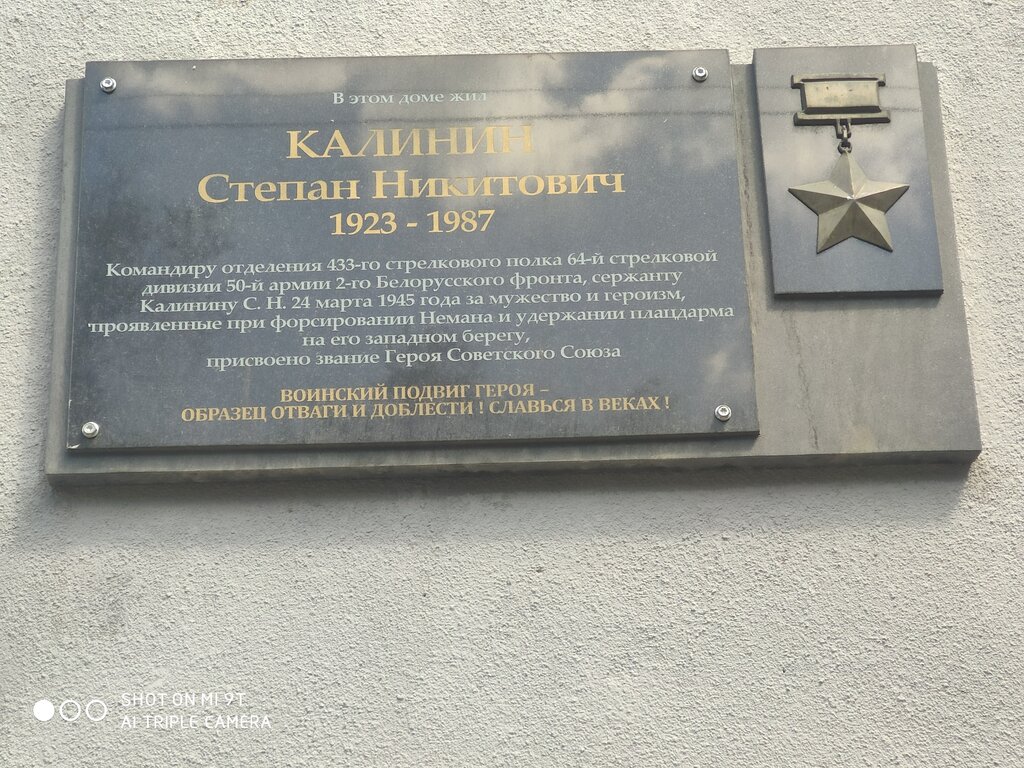 В этом доме жил
КАЛИНИН
Степан Никитович
1923 - 1987
Командиру отделения 433-го стрелкового полка 64-й стрелковой
дивизии 50-й армии 2-го Белорусского фронта, сержанту
Калинину С. Н. 24 марта 1945 года за мужество и героизм,
проявленные при форсировании Немана и удержании плацдарма
на его западном берегу,
присвоено звание Героя Советского Союза
ВОИНСКИЙ ПОДВИГ ГЕРОЯ –
ОБРАЗЕЦ ОТВАГИ И ДОБЛЕСТИ ! СЛАВЬСЯ В ВЕКАХ !
SHOT ON MI 9T
AI TRIPLE CAMERA